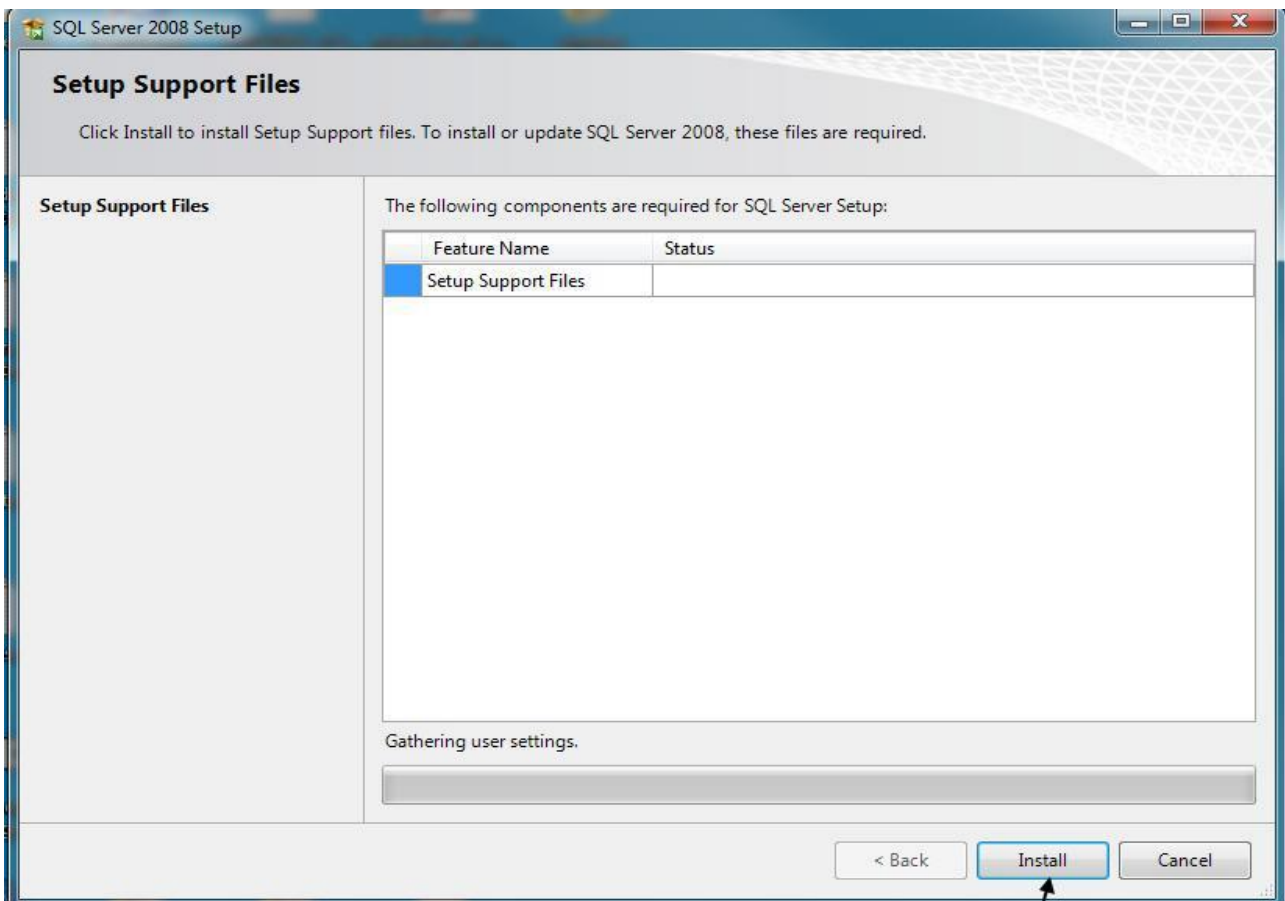 SQL Server 2008 Setup
Setup Support Files
Click Install to install Setup Support files. To install or update SQL Server 2008, these files are required.
Setup Support Files
The following components are required for SQL Server Setup:
Feature Name Status
Setup Support Files
Gathering user settings.
< Back Install Cancel